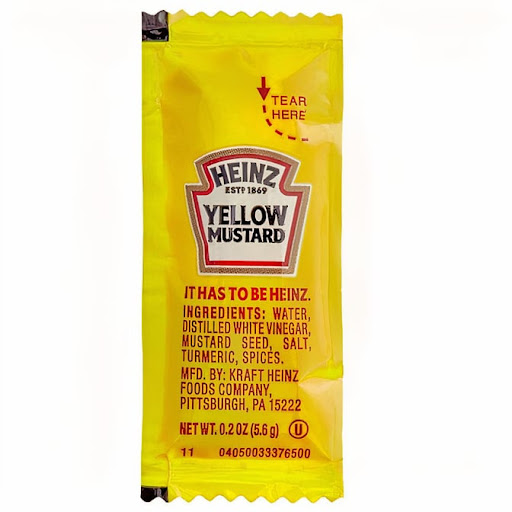 TEAR
HERE
HEINZ
ESTD 1869
YELLOW
MUSTARD
IT HAS TO BE HEINZ.
INGREDIENTS: WATER,
DISTILLED WHITE VINEGAR,
MUSTARD SEED, SALT,
TURMERIC, SPICES.
MFD. BY: KRAFT HEINZ
FOODS COMPANY,
PITTSBURGH, PA 15222
NET WT. 0.2 OZ (5.6 g) U
11 04050033376500